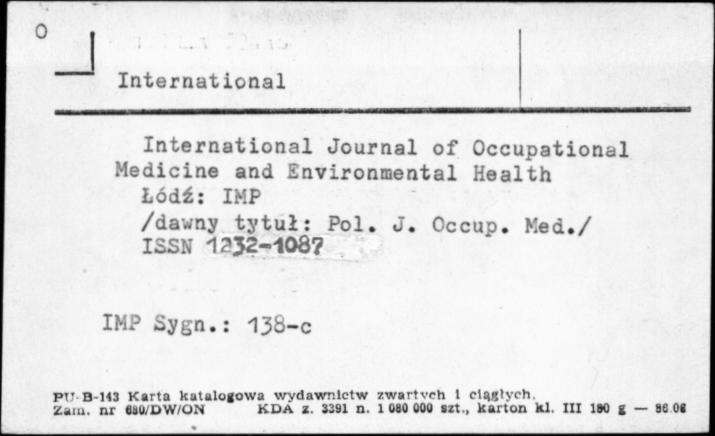 O
International
International Journal of Occupational
Medicine and Environmental Health
Łódź: IMP
/dawny tytuł: Pol. J. Occup. Med./
ISSN 1232-1087
IMP Sygn.: 138-c
PU-B-143 Karta katalogowa wydawnictw zwartych i ciągłych.
Zam. nr 680/DW/ON KDA z. 3391 n. 1 080 000 szt., karton kl. III 180 g — 86.06